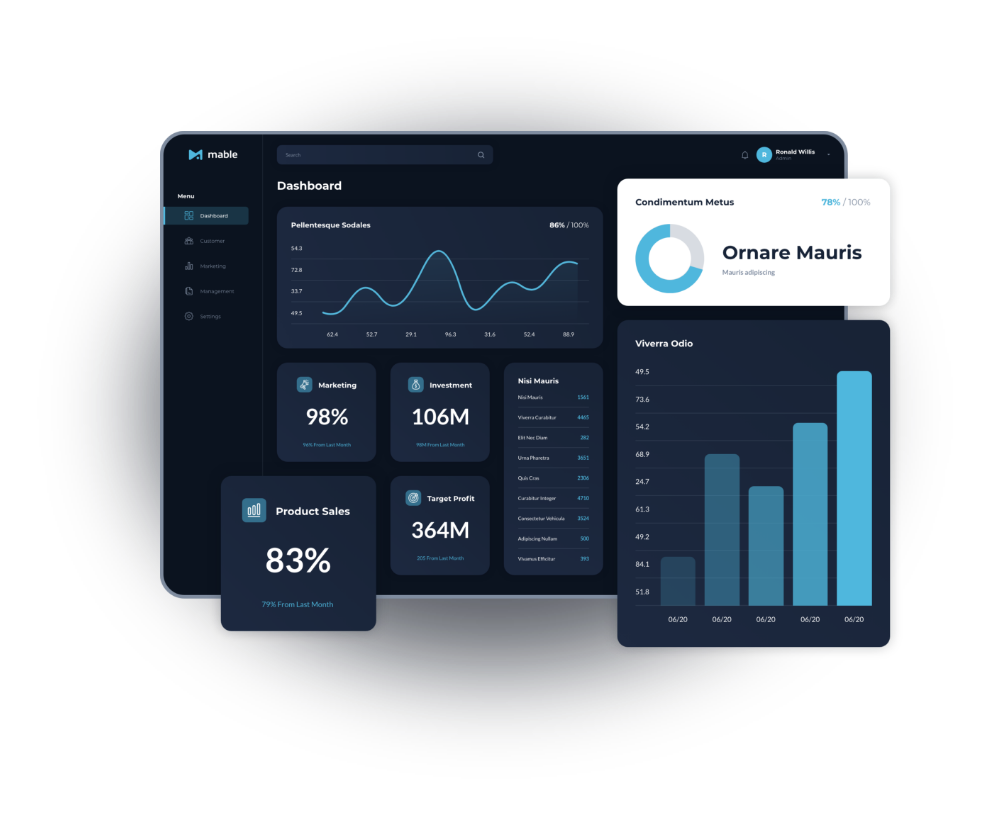 mable
Search
R
Ronald Willis
Admin
Menu
Dashboard
Customer
Marketing
Management
Settings
Dashboard
Pellentesque Sodales
86% / 100%
54.3
72.8
33.7
49.5
62.4 52.7 29.1 96.3 31.6 52.4 88.9
Condimentum Metus
78% / 100%
Ornare Mauris
Mauris adipiscing
Marketing
98%
96% From Last Month
Investment
106M
98M From Last Month
Nisi Mauris
Nisi Mauris 1561
Viverra Curabitur 4465
Elit Nec Diam 282
Urna Pharetra 3651
Quis Cras 2306
Curabitur Integer 4710
Consectetur Vehicula 3524
Adipiscing Nullam 500
Vivamus Efficitur 393
Product Sales
83%
79% From Last Month
Target Profit
364M
From Last Month
Viverra Odio
49.5
73.6
54.2
68.9
24.7
61.3
49.2
84.1
51.8
06/20 06/20 06/20 06/20 06/20